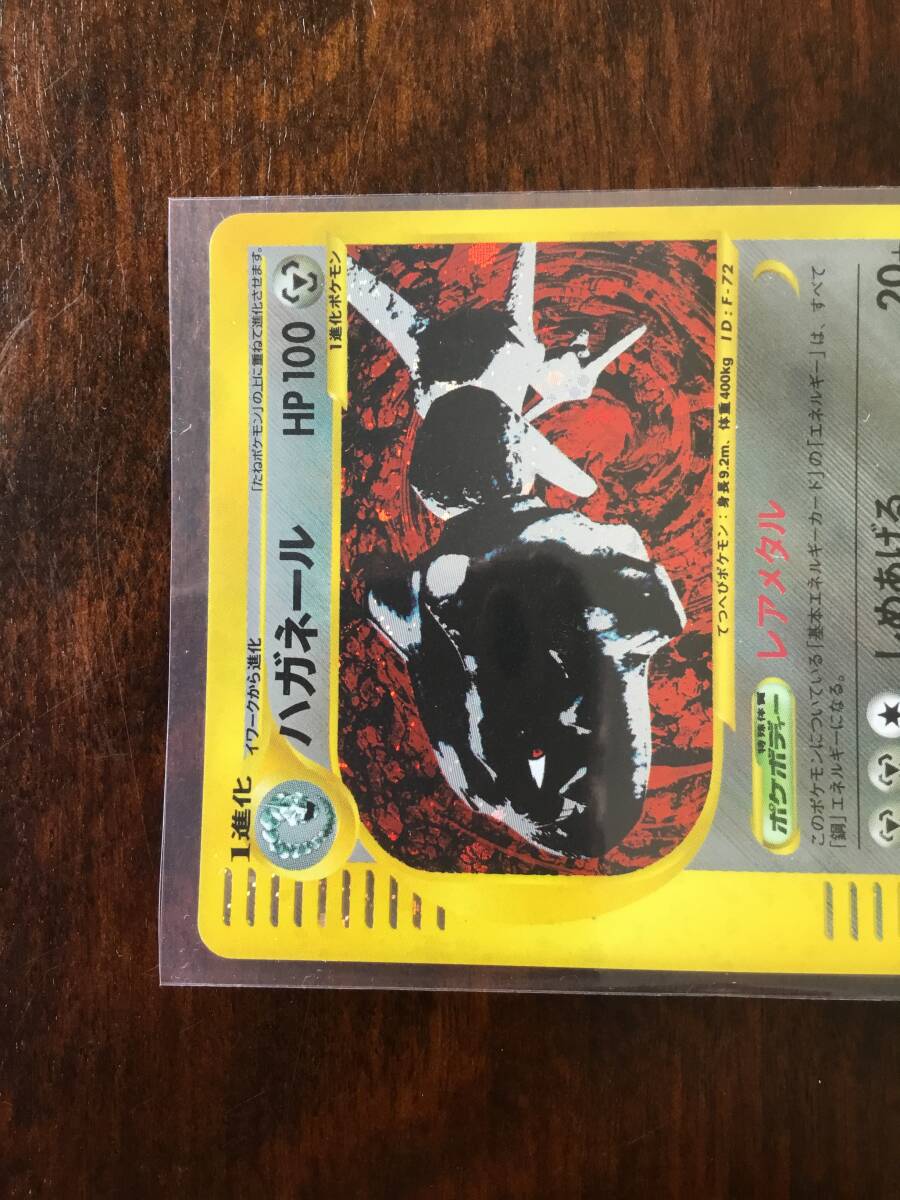 「たねポケモン」の上に重ねて進化させます。
1進化 イワークから進化
ハガネール HP100
1進化ポケモン
てつへびポケモン：身長9.2m、体重400kg ID:F-72
特殊体質
ポケボディー レアメタル
このポケモンについている「基本エネルギーカード」の「エネルギー」は、すべて
「鋼」エネルギーになる。
しめあげる 20+